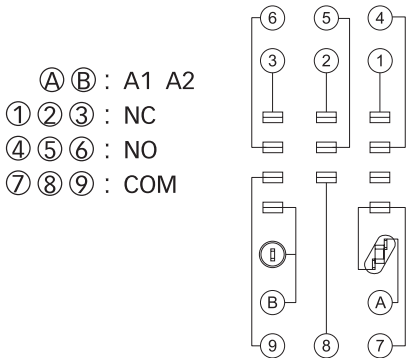 Ⓐ Ⓑ : A1 A2
① ② ③ : NC
④ ⑤ ⑥ : NO
⑦ ⑧ ⑨ : COM
⑥ ⑤ ④
③ ② ①
Ⓑ Ⓐ
⑨ ⑧ ⑦